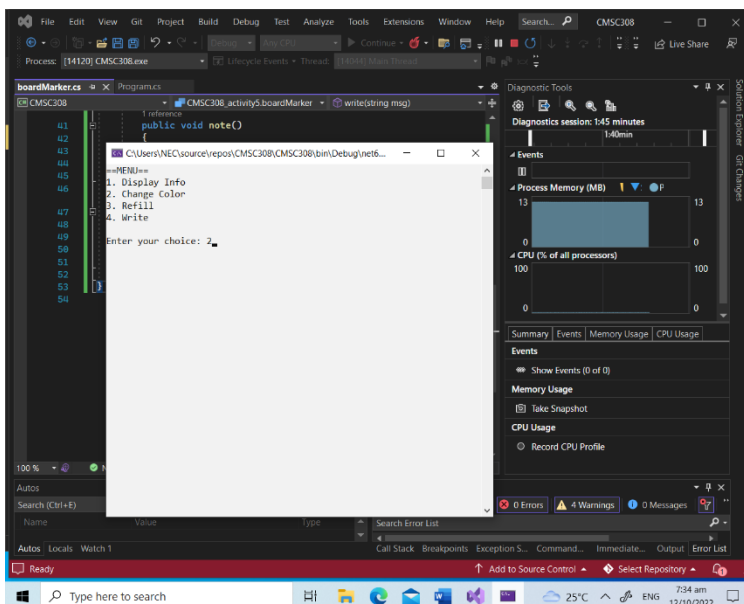 File Edit View Git Project Build Debug Test Analyze Tools Extensions Window Help Search... CMSC308
Debug Any CPU Continue Live Share
Process: [14120] CMSC308.exe Lifecycle Events Thread: [14044] Main Thread
boardMarker.cs Program.cs
CMSC308 CMSC308_activity5.boardMarker write(string msg)
1 reference
41 public void note()
42 {
43
44
45
46
47
48
49
50
51
52
53 }
54
C:\Users\NEC\source\repos\CMSC308\CMSC308\bin\Debug\net6...
==MENU==
1. Display Info
2. Change Color
3. Refill
4. Write
Enter your choice: 2
Diagnostic Tools
Diagnostics session: 1:45 minutes
1:40min
Events
Process Memory (MB) P
13 13
0 0
CPU (% of all processors)
100 100
0 0
Summary Events Memory Usage CPU Usage
Events
Show Events (0 of 0)
Memory Usage
Take Snapshot
CPU Usage
Record CPU Profile
Solution Explorer Git Changes
100 %
Autos
Search (Ctrl+E)
Name Value Type
Autos Locals Watch 1
0 Errors 4 Warnings 0 Messages
Search Error List
Call Stack Breakpoints Exception S... Command... Immediate... Output Error List
Ready Add to Source Control Select Repository
Type here to search 25°C ENG 7:34 am
12/10/2022